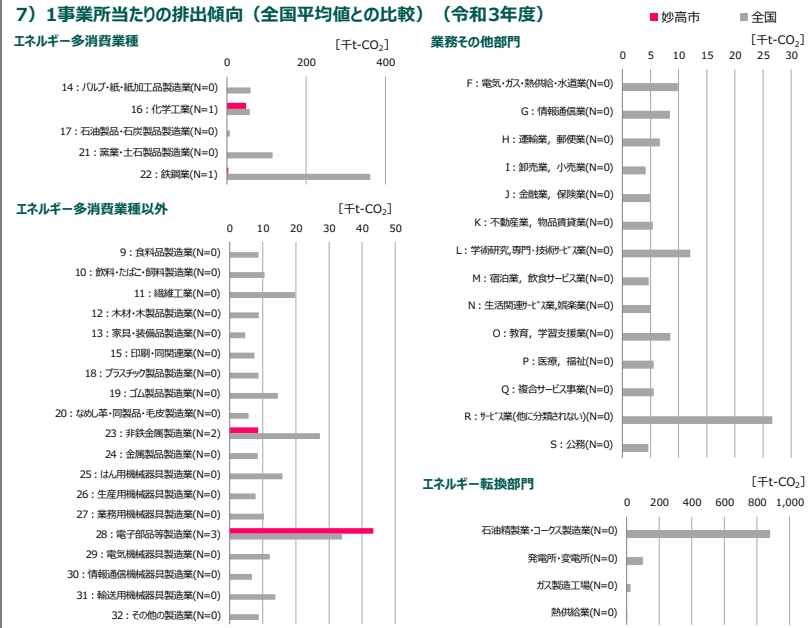 7）1事業所当たりの排出傾向（全国平均値との比較）（令和3年度）
妙高市 全国
エネルギー多消費業種
[千t-CO₂]
0 200 400
14：パルプ・紙・紙加工品製造業(N=0)
16：化学工業(N=1)
17：石油製品・石炭製品製造業(N=0)
21：窯業・土石製品製造業(N=0)
22：鉄鋼業(N=1)
エネルギー多消費業種以外
[千t-CO₂]
0 10 20 30 40 50
9：食料品製造業(N=0)
10：飲料・たばこ・飼料製造業(N=0)
11：繊維工業(N=0)
12：木材・木製品製造業(N=0)
13：家具・装備品製造業(N=0)
15：印刷・同関連業(N=0)
18：プラスチック製品製造業(N=0)
19：ゴム製品製造業(N=0)
20：なめし革・同製品・毛皮製造業(N=0)
23：非鉄金属製造業(N=2)
24：金属製品製造業(N=0)
25：はん用機械器具製造業(N=0)
26：生産用機械器具製造業(N=0)
27：業務用機械器具製造業(N=0)
28：電子部品等製造業(N=3)
29：電気機械器具製造業(N=0)
30：情報通信機械器具製造業(N=0)
31：輸送用機械器具製造業(N=0)
32：その他の製造業(N=0)
業務その他部門
[千t-CO₂]
0 5 10 15 20 25 30
F：電気・ガス・熱供給・水道業(N=0)
G：情報通信業(N=0)
H：運輸業，郵便業(N=0)
I：卸売業，小売業(N=0)
J：金融業，保険業(N=0)
K：不動産業，物品賃貸業(N=0)
L：学術研究,専門・技術ｻｰﾋﾞｽ業(N=0)
M：宿泊業，飲食サービス業(N=0)
N：生活関連ｻｰﾋﾞｽ業,娯楽業(N=0)
O：教育，学習支援業(N=0)
P：医療，福祉(N=0)
Q：複合サービス事業(N=0)
R：ｻｰﾋﾞｽ業(他に分類されない)(N=0)
S：公務(N=0)
エネルギー転換部門
[千t-CO₂]
0 200 400 600 800 1,000
石油精製業・コークス製造業(N=0)
発電所・変電所(N=0)
ガス製造工場(N=0)
熱供給業(N=0)